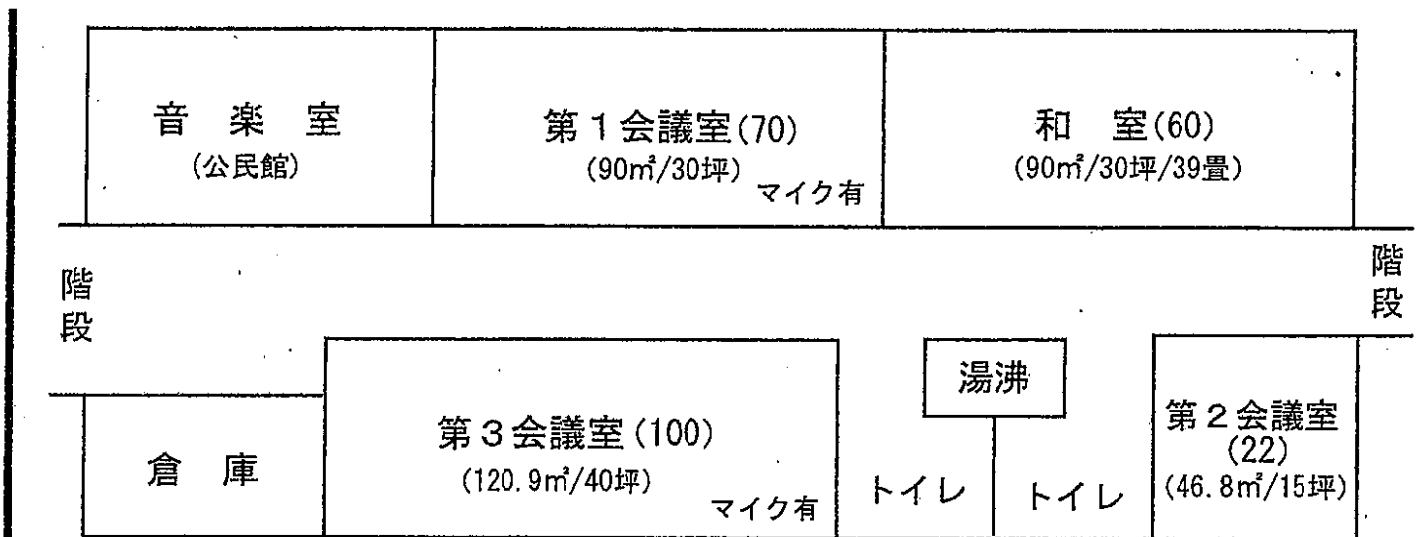 音 楽 室
(公民館)
第1会議室(70)
(90㎡/30坪)
マイク有
和 室(60)
(90㎡/30坪/39畳)
階段
階段
倉 庫
第3会議室(100)
(120.9㎡/40坪)
マイク有
湯沸
トイレ
トイレ
第2会議室
(22)
(46.8㎡/15坪)